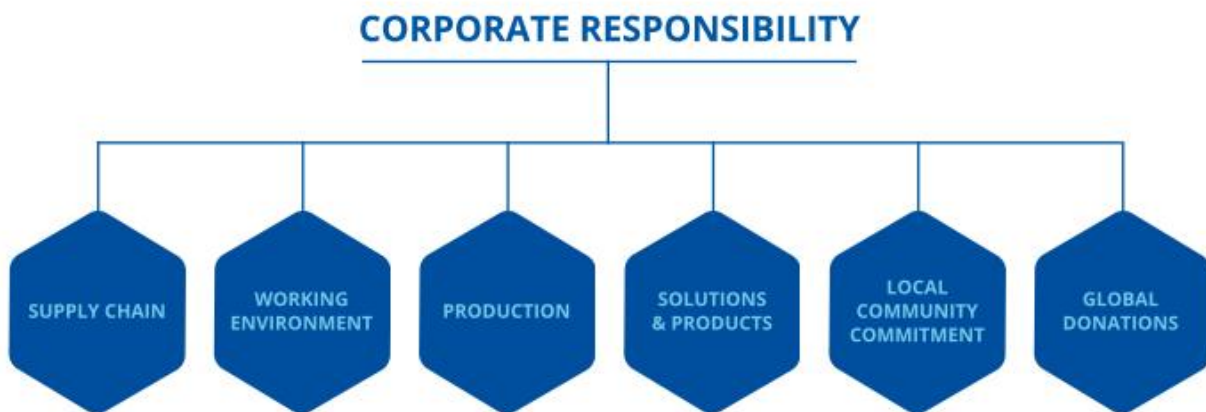 CORPORATE RESPONSIBILITY
SUPPLY CHAIN
WORKING
ENVIRONMENT
PRODUCTION
SOLUTIONS
& PRODUCTS
LOCAL
COMMUNITY
COMMITMENT
GLOBAL
DONATIONS